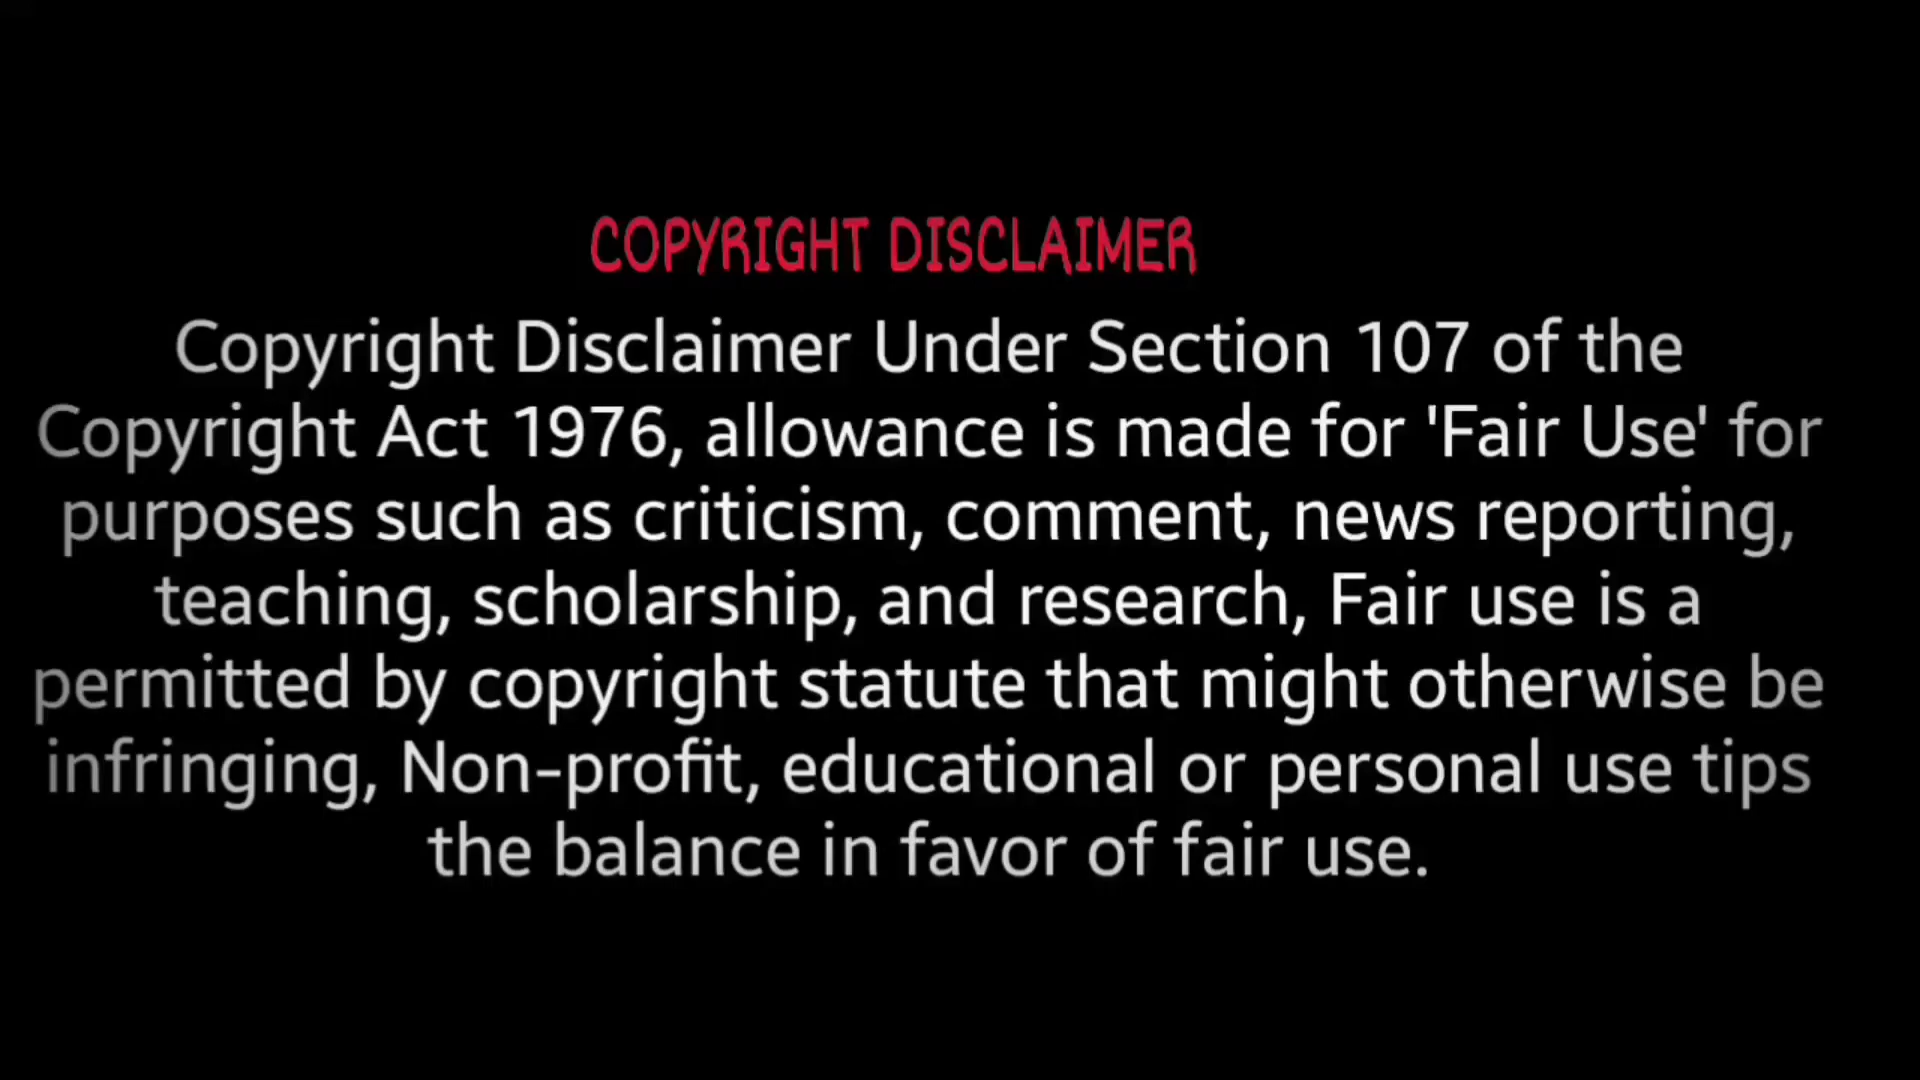 COPYRIGHT DISCLAIMER
Copyright Disclaimer Under Section 107 of the
Copyright Act 1976, allowance is made for 'Fair Use' for
purposes such as criticism, comment, news reporting,
teaching, scholarship, and research, Fair use is a
permitted by copyright statute that might otherwise be
infringing, Non-profit, educational or personal use tips
the balance in favor of fair use.